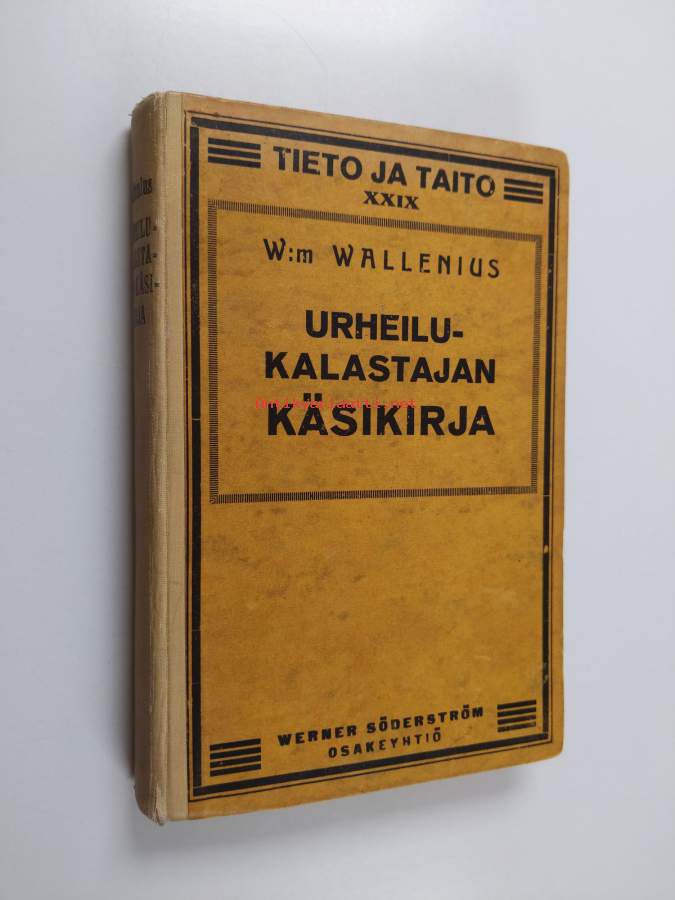 TIETO JA TAITO
XXIX
W:m WALLENIUS
URHEILU-
KALASTAJAN
KÄSIKIRJA
WERNER SÖDERSTRÖM
OSAKEYHTIÖ